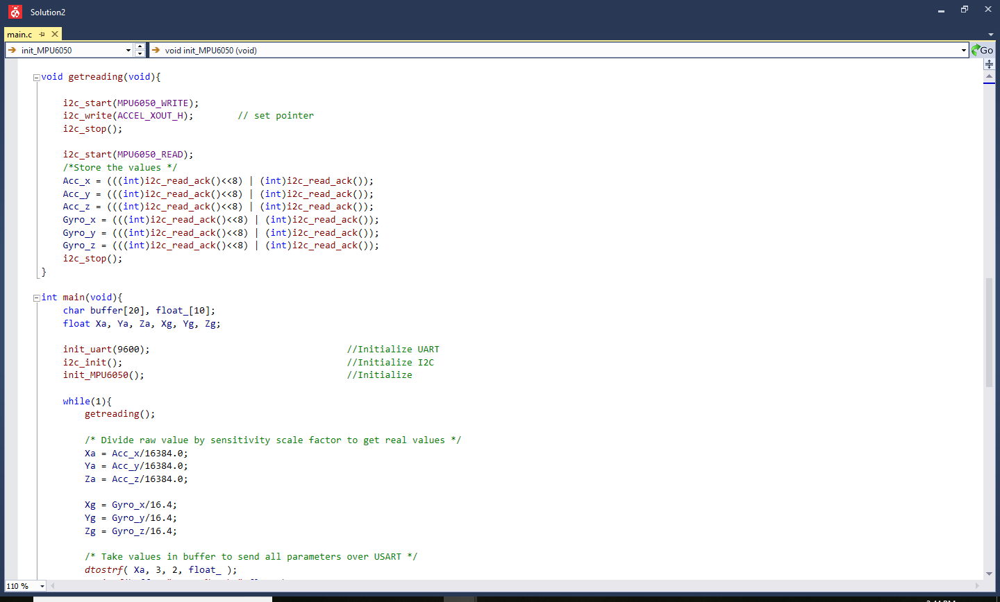 Solution2
main.c
init_MPU6050
void init_MPU6050 (void)
Go
void getreading(void){
i2c_start(MPU6050_WRITE);
i2c_write(ACCEL_XOUT_H);        // set pointer
i2c_stop();
i2c_start(MPU6050_READ);
/*Store the values */
Acc_x = (((int)i2c_read_ack()<<8) | (int)i2c_read_ack());
Acc_y = (((int)i2c_read_ack()<<8) | (int)i2c_read_ack());
Acc_z = (((int)i2c_read_ack()<<8) | (int)i2c_read_ack());
Gyro_x = (((int)i2c_read_ack()<<8) | (int)i2c_read_ack());
Gyro_y = (((int)i2c_read_ack()<<8) | (int)i2c_read_ack());
Gyro_z = (((int)i2c_read_ack()<<8) | (int)i2c_read_ack());
i2c_stop();
}
int main(void){
char buffer[20], float_[10];
float Xa, Ya, Za, Xg, Yg, Zg;
init_uart(9600);                                    //Initialize UART
i2c_init();                                         //Initialize I2C
init_MPU6050();                                     //Initialize
while(1){
getreading();
/* Divide raw value by sensitivity scale factor to get real values */
Xa = Acc_x/16384.0;
Ya = Acc_y/16384.0;
Za = Acc_z/16384.0;
Xg = Gyro_x/16.4;
Yg = Gyro_y/16.4;
Zg = Gyro_z/16.4;
/* Take values in buffer to send all parameters over USART */
dtostrf( Xa, 3, 2, float_ );
110 %